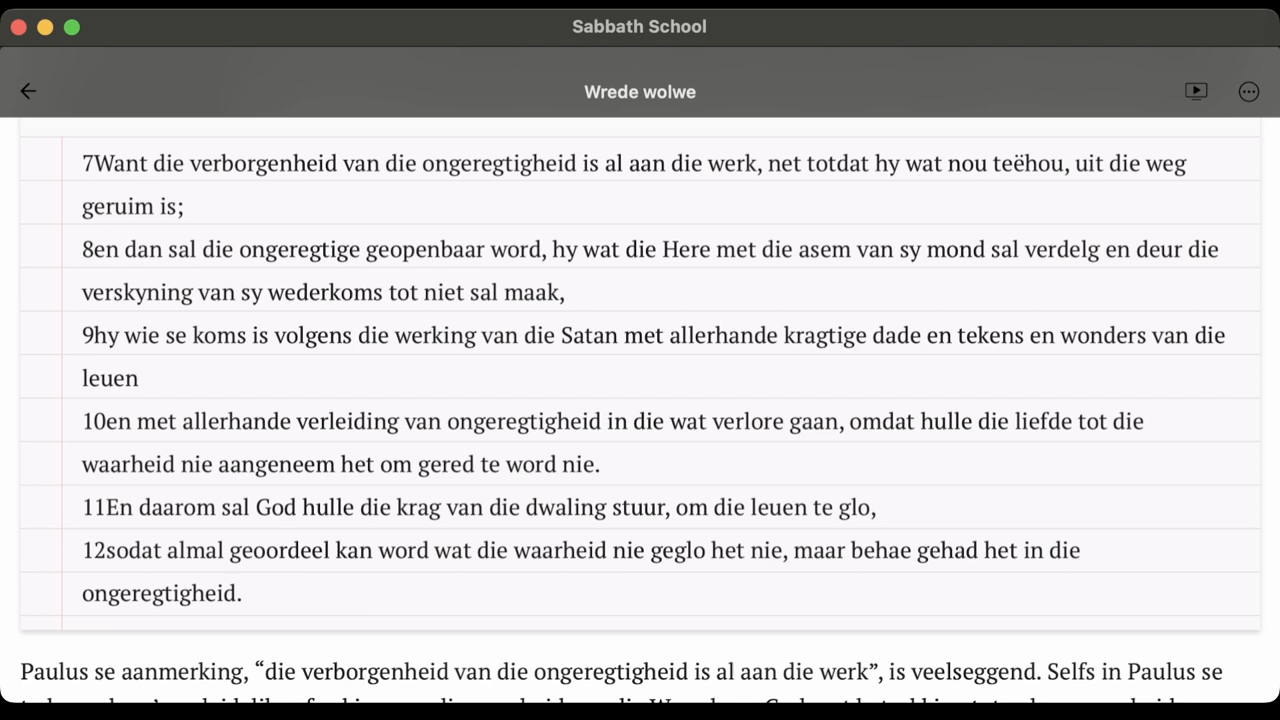 Sabbath School
Wrede wolwe
7Want die verborgenheid van die ongeregtigheid is al aan die werk, net totdat hy wat nou teëhou, uit die weg
geruim is;
8en dan sal die ongeregtige geopenbaar word, hy wat die Here met die asem van sy mond sal verdelg en deur die
verskyning van sy wederkoms tot niet sal maak,
9hy wie se koms is volgens die werking van die Satan met allerhande kragtige dade en tekens en wonders van die
leuen
10en met allerhande verleiding van ongeregtigheid in die wat verlore gaan, omdat hulle die liefde tot die
waarheid nie aangeneem het om gered te word nie.
11En daarom sal God hulle die krag van die dwaling stuur, om die leuen te glo,
12sodat almal geoordeel kan word wat die waarheid nie geglo het nie, maar behae gehad het in die
ongeregtigheid.
Paulus se aanmerking, “die verborgenheid van die ongeregtigheid is al aan die werk”, is veelseggend. Selfs in Paulus se